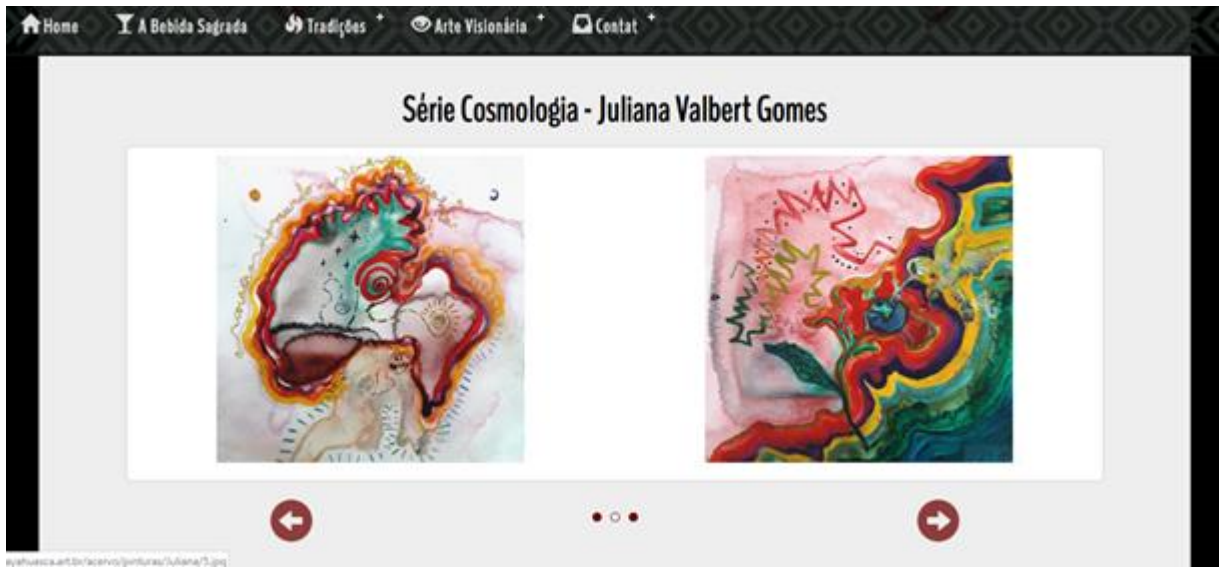 Home A Bebida Sagrada Tradições + Arte Visionária + Contat +
Série Cosmologia - Juliana Valbert Gomes
ayahuasca.art.br/acervo/pinturas/Juliana/3.jpg